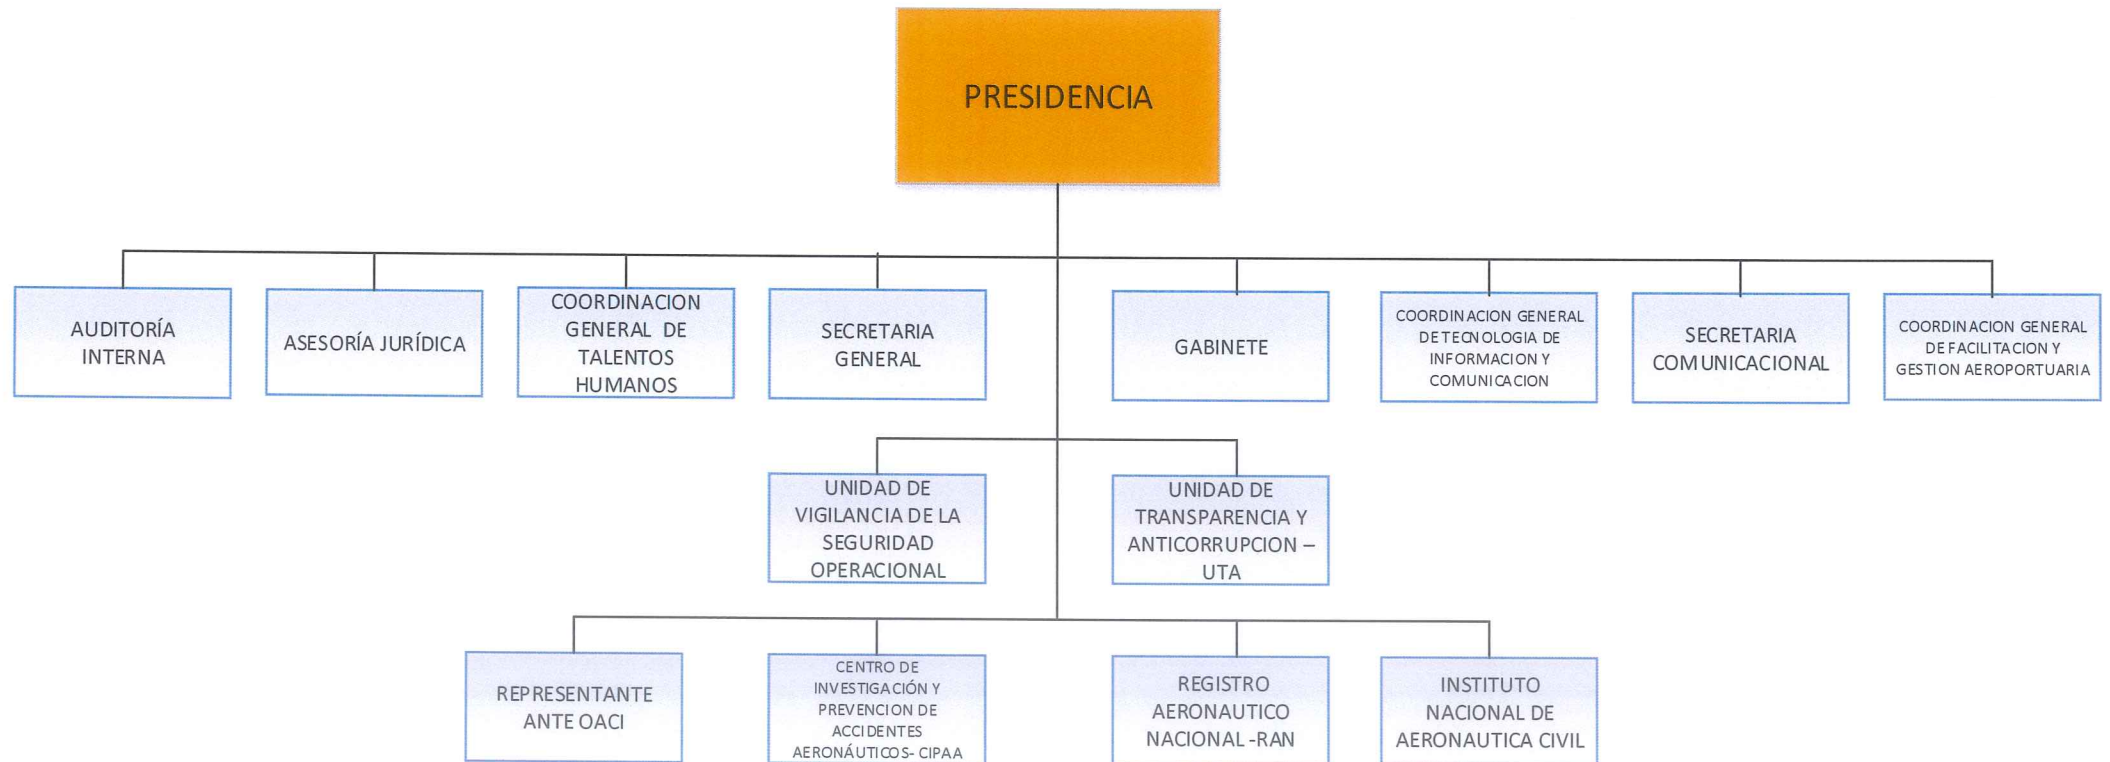 PRESIDENCIA
AUDITORÍA
INTERNA
ASESORÍA JURÍDICA
COORDINACION
GENERAL DE
TALENTOS
HUMANOS
SECRETARIA
GENERAL
GABINETE
COORDINACION GENERAL
DE TECNOLOGIA DE
INFORMACION Y
COMUNICACION
SECRETARIA
COMUNICACIONAL
COORDINACION GENERAL
DE FACILITACION Y
GESTION AEROPORTUARIA
UNIDAD DE
VIGILANCIA DE LA
SEGURIDAD
OPERACIONAL
UNIDAD DE
TRANSPARENCIA Y
ANTICORRUPCION –
UTA
REPRESENTANTE
ANTE OACI
CENTRO DE
INVESTIGACIÓN Y
PREVENCION DE
ACCIDENTES
AERONÁUTICOS- CIPAA
REGISTRO
AERONAUTICO
NACIONAL -RAN
INSTITUTO
NACIONAL DE
AERONAUTICA CIVIL